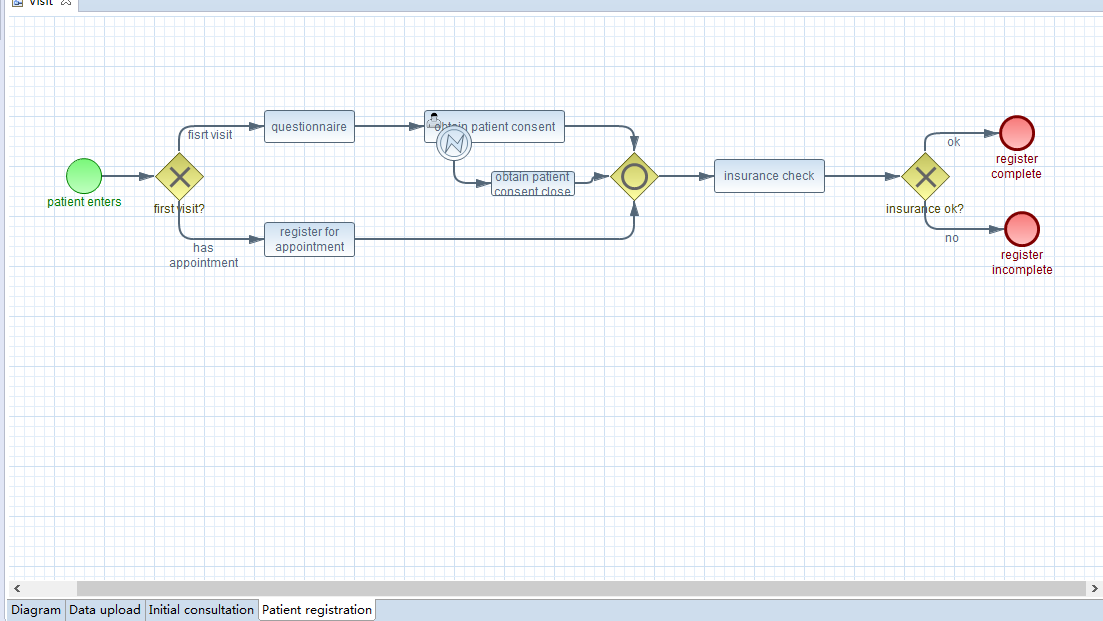 Visit
fisrt visit
questionnaire
obtain patient consent
patient enters
first visit?
obtain patient
consent close
has
appointment
register for
appointment
insurance check
insurance ok?
ok
register
complete
no
register
incomplete
Diagram
Data upload
Initial consultation
Patient registration